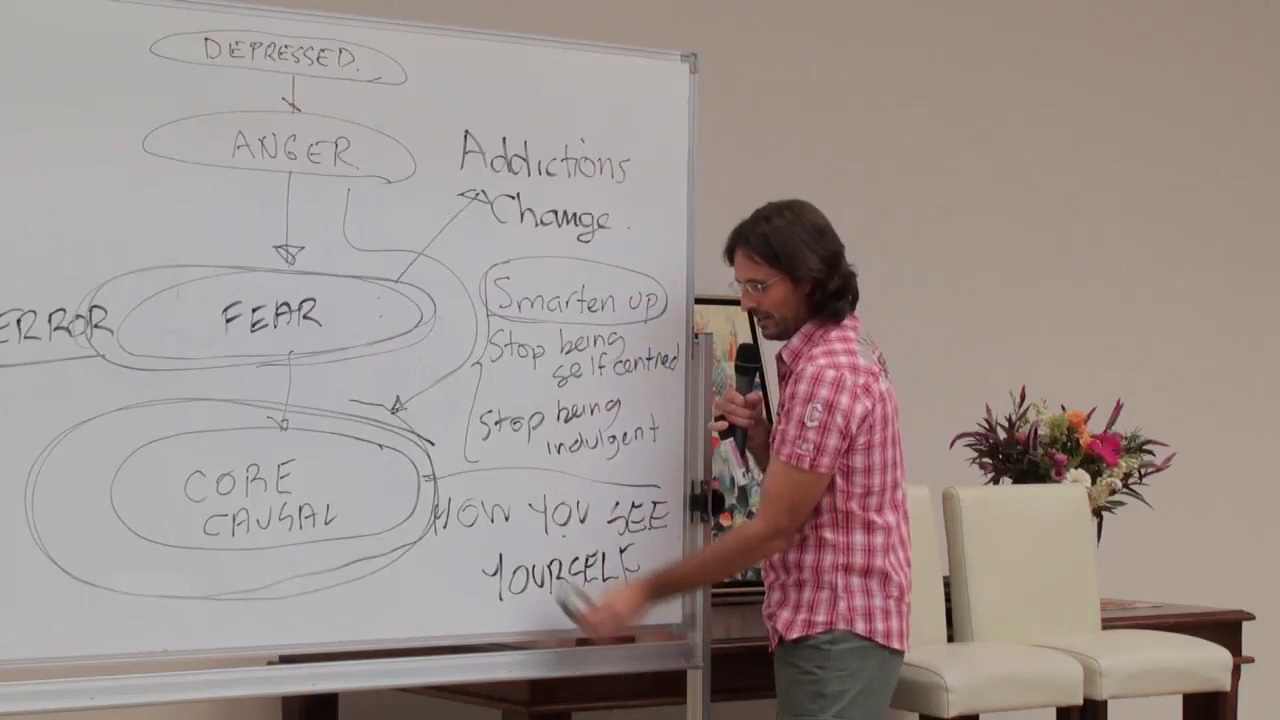 DEPRESSED.
ANGER.
Addictions
Change.
FEAR
ERROR
Smarten up
Stop being
self centred
Stop being
indulgent
CORE
CAUSAL
HOW YOU SEE
YOURSELF